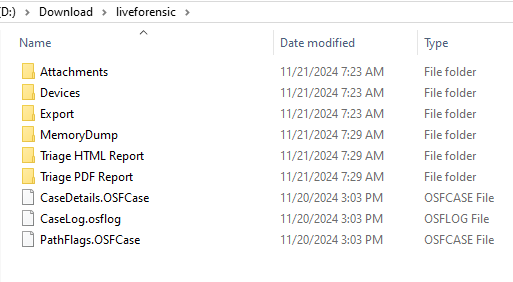 (D:) > Download > liveforensic >
Name Date modified Type
Attachments 11/21/2024 7:23 AM File folder
Devices 11/21/2024 7:23 AM File folder
Export 11/21/2024 7:23 AM File folder
MemoryDump 11/21/2024 7:29 AM File folder
Triage HTML Report 11/21/2024 7:29 AM File folder
Triage PDF Report 11/21/2024 7:29 AM File folder
CaseDetails.OSFCase 11/20/2024 3:03 PM OSFCASE File
CaseLog.osflog 11/20/2024 3:03 PM OSFLOG File
PathFlags.OSFCase 11/20/2024 3:03 PM OSFCASE File